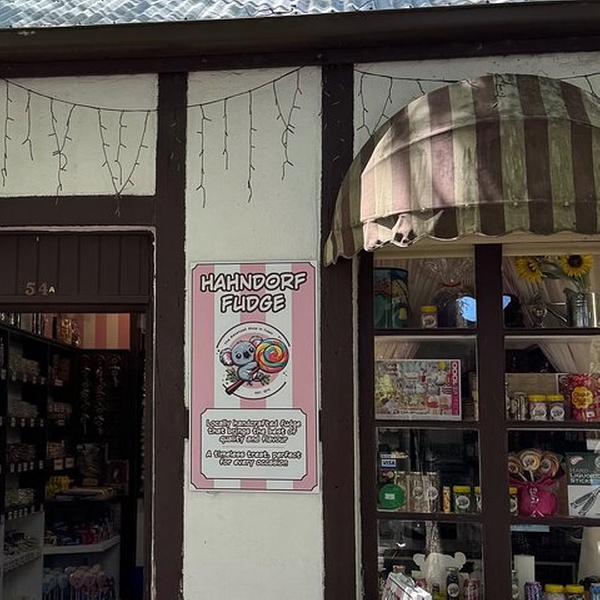 54A
HAHNDORF
FUDGE
Locally handcrafted fudge
that brings the best of
quality and flavour
A timeless treat, perfect
for every occasion
VISA